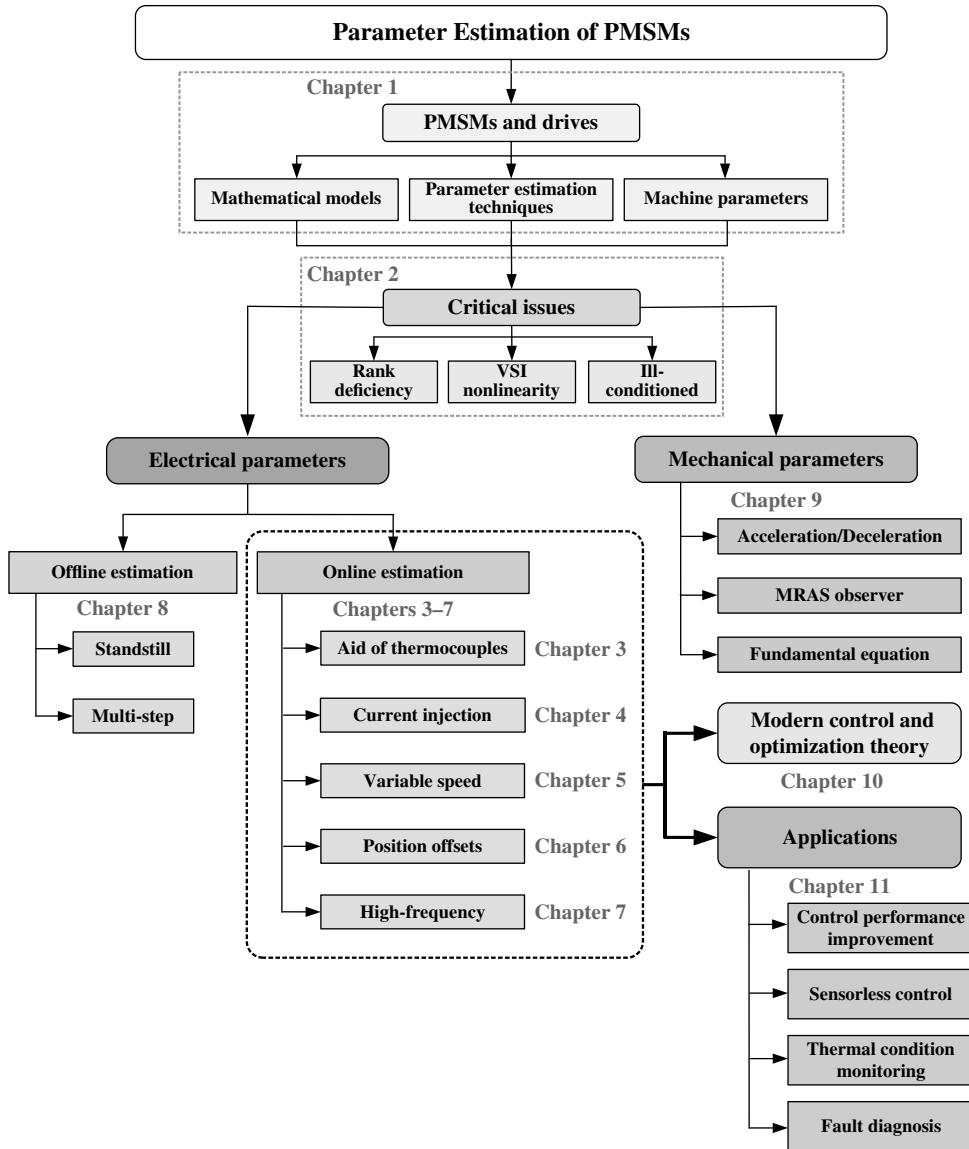 Parameter Estimation of PMSMs
Chapter 1
PMSMs and drives
Mathematical models
Parameter estimation
techniques
Machine parameters
Chapter 2
Critical issues
Rank
deficiency
VSI
nonlinearity
Ill-
conditioned
Electrical parameters
Mechanical parameters
Chapter 9
Acceleration/Deceleration
MRAS observer
Fundamental equation
Offline estimation
Chapter 8
Standstill
Multi-step
Online estimation
Chapters 3–7
Aid of thermocouples
Chapter 3
Current injection
Chapter 4
Variable speed
Chapter 5
Position offsets
Chapter 6
High-frequency
Chapter 7
Modern control and
optimization theory
Chapter 10
Applications
Chapter 11
Control performance
improvement
Sensorless control
Thermal condition
monitoring
Fault diagnosis